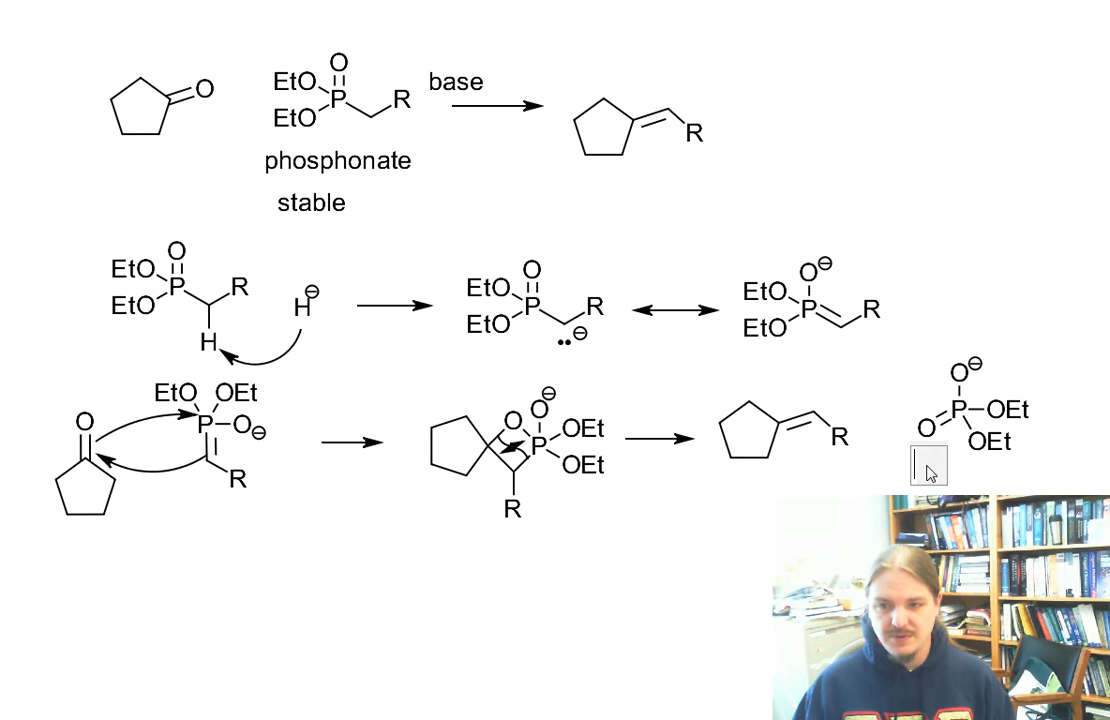 O
EtO
P
EtO
R
O
base
R
phosphonate
stable
O
EtO
P
EtO
R
H
H⊖
O
EtO
P
EtO
R
⊖
O⊖
EtO
P
EtO
R
EtO OEt
P
O⊖
O
R
O
O⊖
P
OEt
OEt
R
R
O⊖
P
OEt
O
OEt